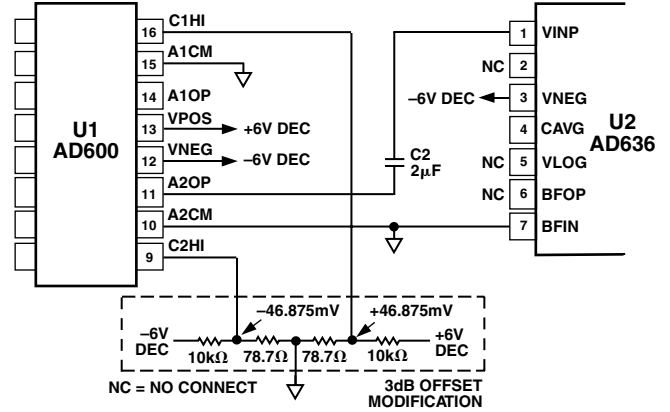 U1
AD600
16 C1HI
15 A1CM
14 A1OP
13 VPOS
+6V DEC
12 VNEG
–6V DEC
11 A2OP
10 A2CM
9 C2HI
C2
2μF
U2
AD636
1 VINP
NC 2
–6V DEC 3 VNEG
4 CAVG
NC 5 VLOG
NC 6 BFOP
7 BFIN
–46.875mV
+46.875mV
–6V
DEC
10kΩ
78.7Ω
78.7Ω
10kΩ
+6V
DEC
NC = NO CONNECT
3dB OFFSET
MODIFICATION